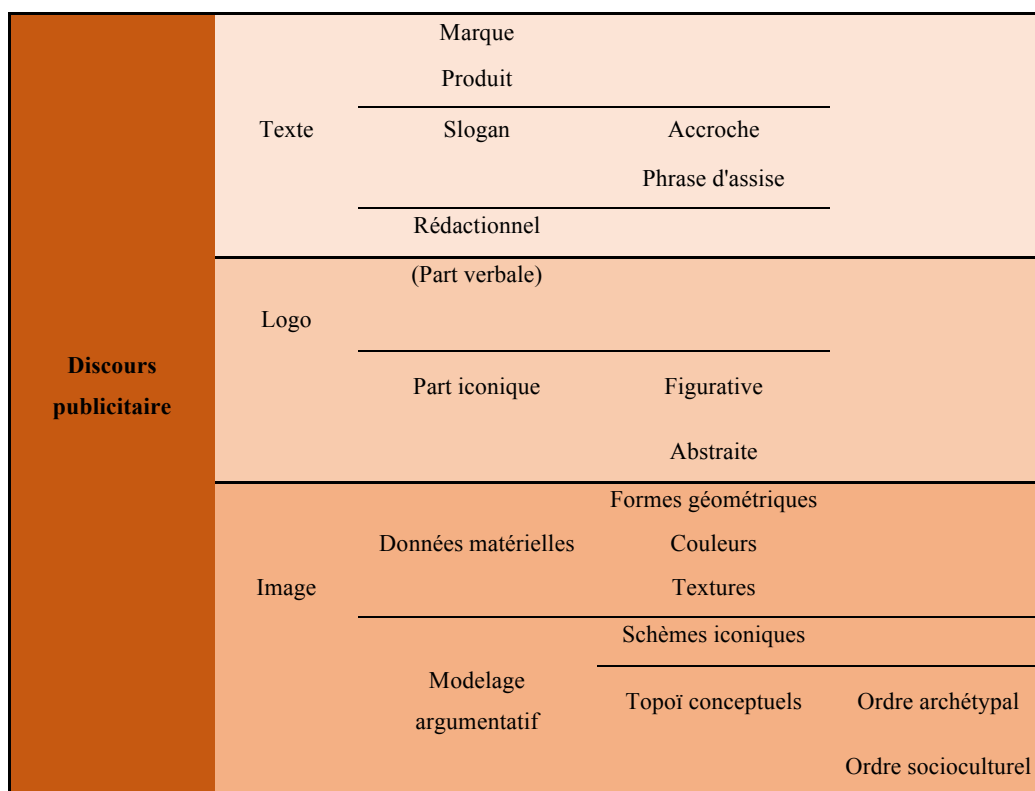 Marque
Produit
Texte
Slogan
Accroche
Phrase d'assise
Rédactionnel
(Part verbale)
Logo
Discours
publicitaire
Part iconique
Figurative
Abstraite
Formes géométriques
Données matérielles
Couleurs
Image
Textures
Schèmes iconiques
Modelage
argumentatif
Topoï conceptuels
Ordre archétypal
Ordre socioculturel